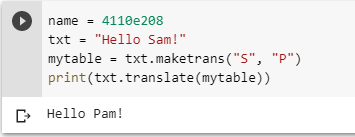 name = 4110e208
txt = "Hello Sam!"
mytable = txt.maketrans("S", "P")
print(txt.translate(mytable))
Hello Pam!